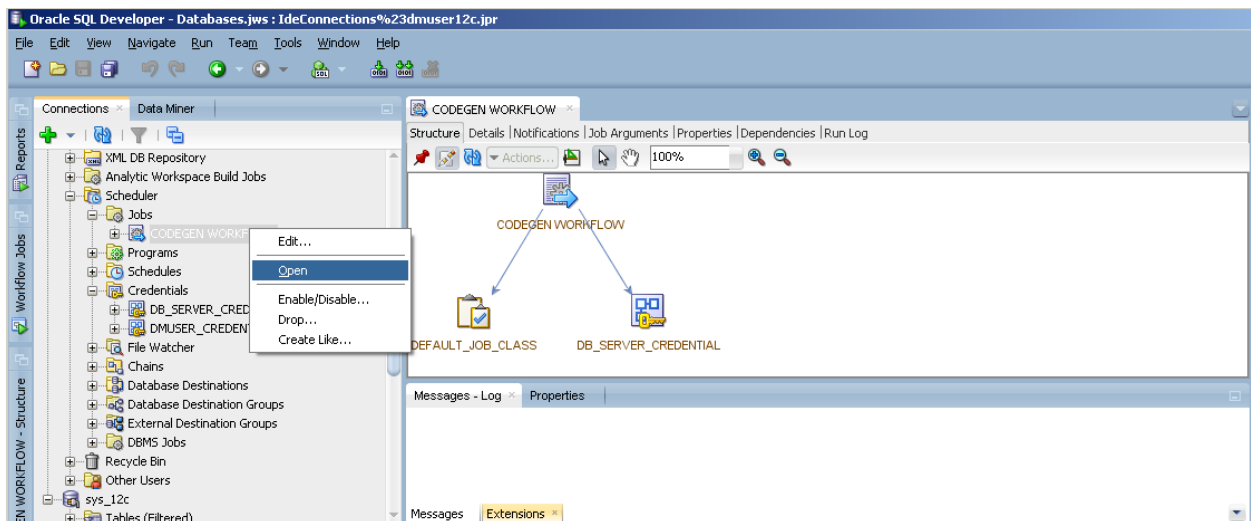 Oracle SQL Developer - Databases.jws : IdeConnections%23dmuser12c.jpr
File Edit View Navigate Run Team Tools Window Help
Connections Data Miner
XML DB Repository
Analytic Workspace Build Jobs
Scheduler
Jobs
CODEGEN WORKF
Programs
Schedules
Credentials
DB_SERVER_CRED
DMUSER_CREDEN
File Watcher
Chains
Database Destinations
Database Destination Groups
External Destination Groups
DBMS Jobs
Recycle Bin
Other Users
sys_12c
Tables (Filtered)
Edit...
Open
Enable/Disable...
Drop...
Create Like...
Reports
Workflow Jobs
EN WORKFLOW - Structure
CODEGEN WORKFLOW
Structure Details Notifications Job Arguments Properties Dependencies Run Log
Actions... 100%
CODEGEN WORKFLOW
DEFAULT_JOB_CLASS DB_SERVER_CREDENTIAL
Messages - Log Properties
Messages Extensions